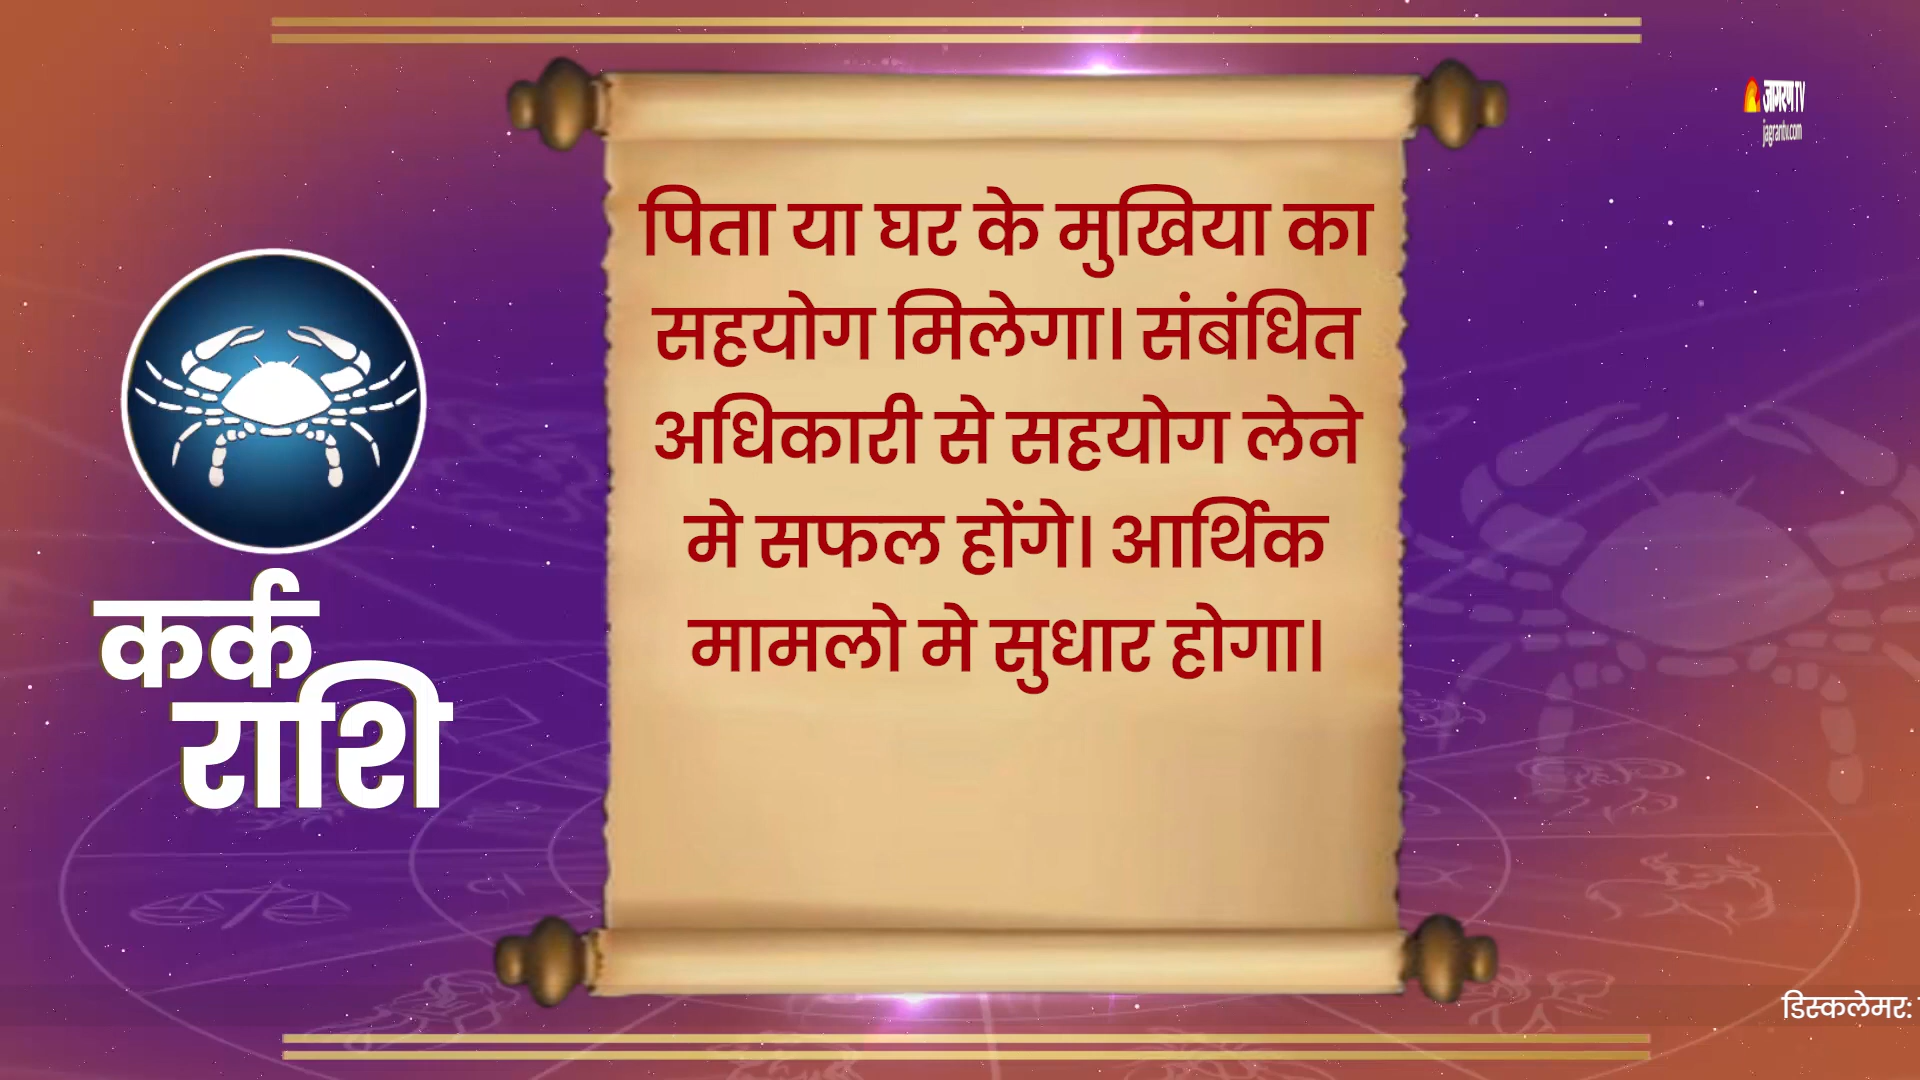 जागरण TV
jagrantv.com
पिता या घर के मुखिया का
सहयोग मिलेगा। संबंधित
अधिकारी से सहयोग लेने
मे सफल होंगे। आर्थिक
मामलो मे सुधार होगा।
कर्क
राशि
डिस्कलेमर: